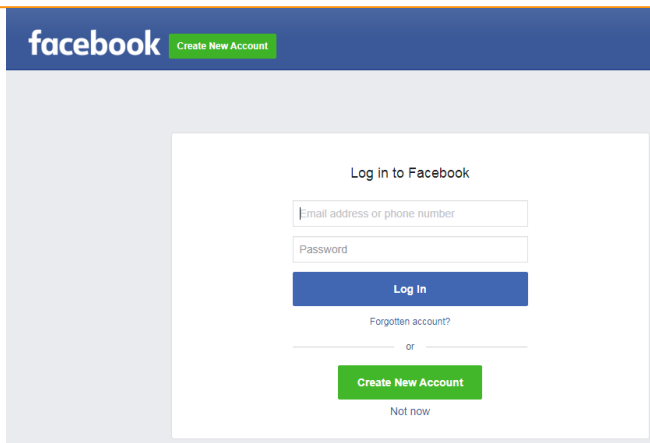 facebook Create New Account
Log in to Facebook
Email address or phone number
Password
Log In
Forgotten account?
or
Create New Account
Not now